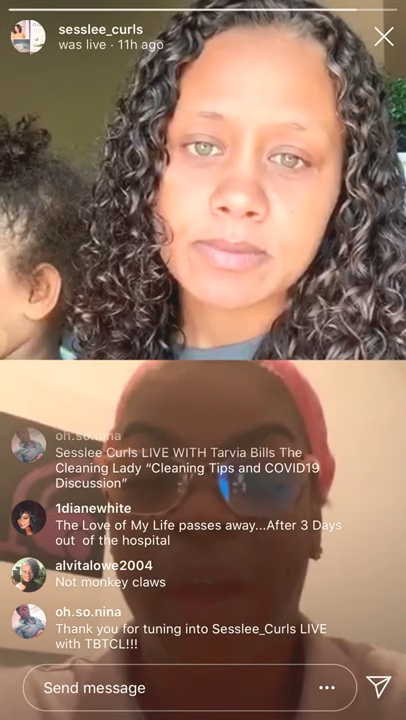 sesslee_curls
was live · 11h ago
oh.so.nina
Sesslee Curls LIVE WITH Tarvia Bills The
Cleaning Lady “Cleaning Tips and COVID19
Discussion”
1dianewhite
The Love of My Life passes away...After 3 Days
out of the hospital
alvitalowe2004
Not monkey claws
oh.so.nina
Thank you for tuning into Sesslee_Curls LIVE
with TBTCL!!!
Send message